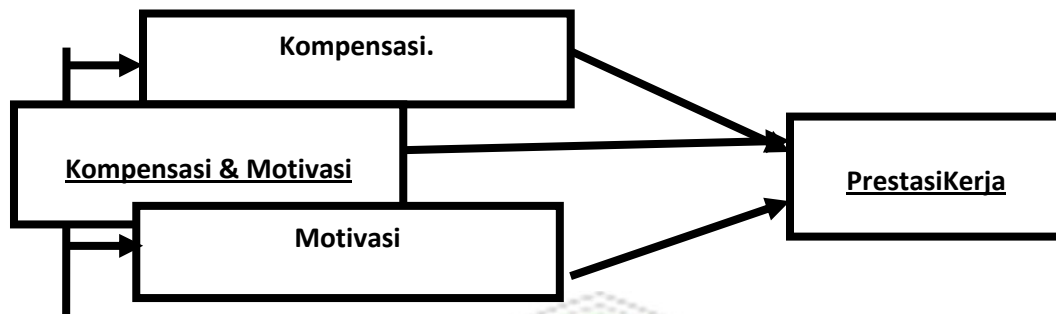 Kompensasi.
Kompensasi & Motivasi
PrestasiKerja
Motivasi